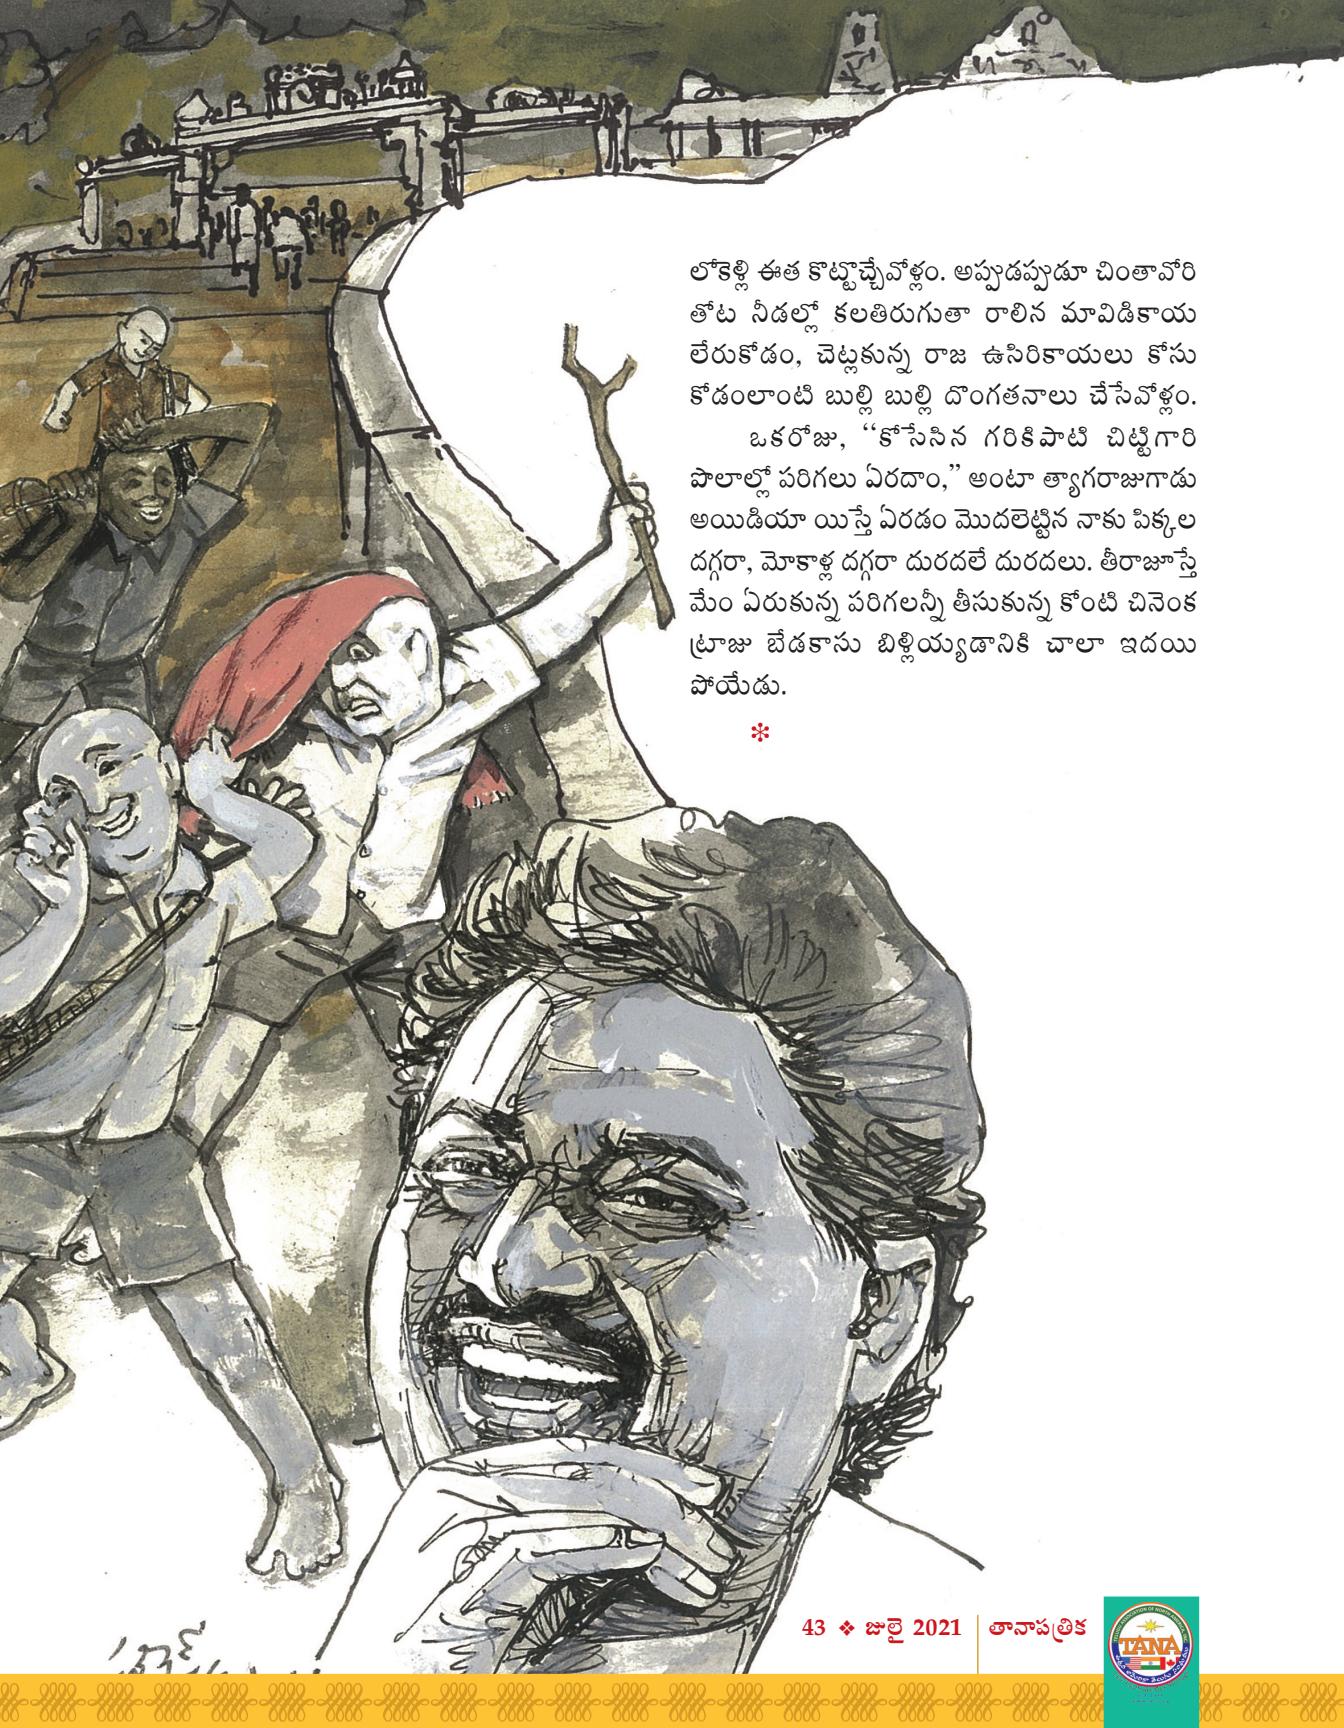 లోకెళ్లి ఈత కొట్టొచ్చేవోళ్లం. అప్పుడప్పుడూ చింతావోరి
తోట నీడల్లో కలతిరుగుతా రాలిన మావిడికాయ
లేరుకోడం, చెట్లకున్న రాజ ఉసిరికాయలు కోసు
కోడంలాంటి బుల్లి బుల్లి దొంగతనాలు చేసేవోళ్లం.
ఒకరోజు, “కోసేసిన గరికిపాటి చిట్టిగారి
పొలాల్లో పరిగలు ఏరదాం,” అంటా త్యాగరాజుగాడు
అయిడియా యిస్తే ఏరడం మొదలెట్టిన నాకు పిక్కల
దగ్గరా, మోకాళ్ల దగ్గరా దురదలే దురదలు. తీరాజూస్తే
మేం ఏరుకున్న పరిగలన్నీ తీసుకున్న కోంటి చినెంక
ట్రాజు బేడకాసు బిళ్లియ్యడానికి చాలా ఇదయి
పోయేడు.
43 ❖ జులై 2021 తానాపత్రిక
TANA